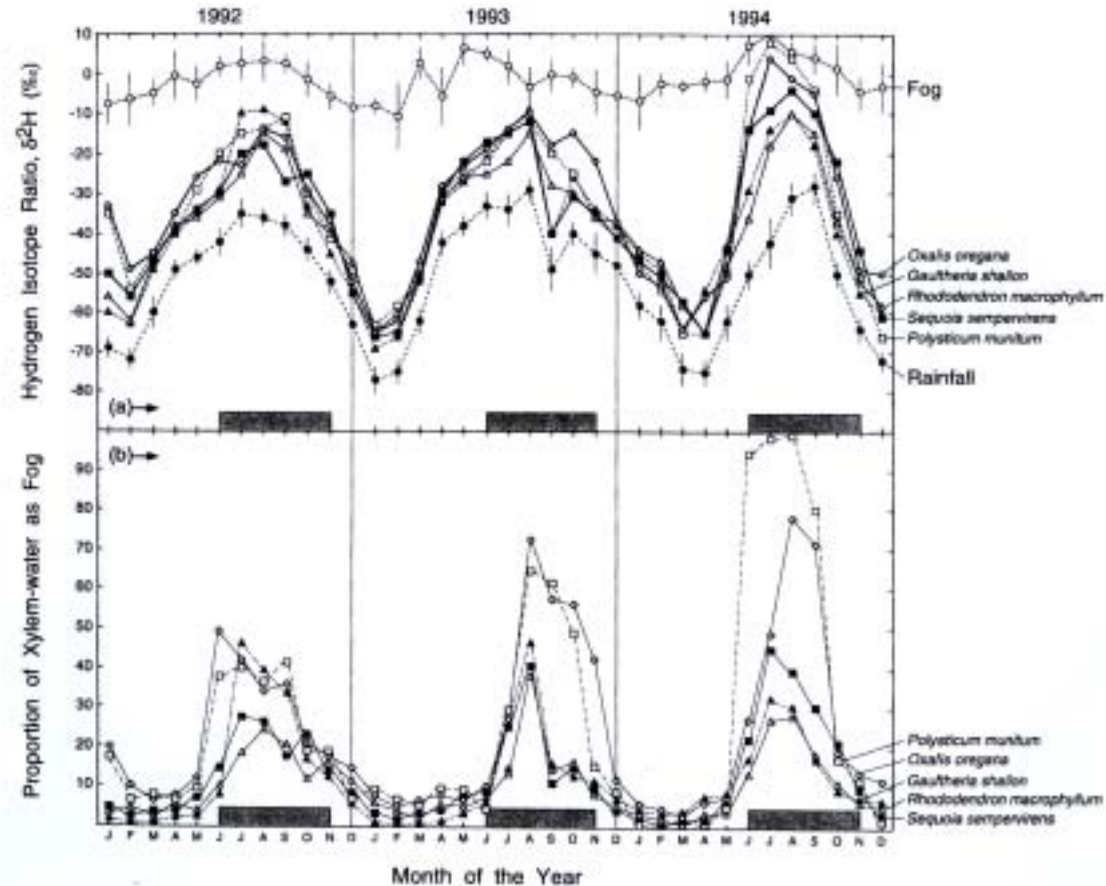 1992 1993 1994
Hydrogen Isotope Ratio, δ²H (‰)
10
0
-10
-20
-30
-40
-50
-60
-70
-80
Fog
Oxalis oregana
Gaultheria shallon
Rhododendron macrophyllum
Sequoia sempervirens
Polysticum munitum
Rainfall
(a)
(b)
Proportion of Xylem-water as Fog
90
80
70
60
50
40
30
20
10
Polysticum munitum
Oxalis oregana
Gaultheria shallon
Rhododendron macrophyllum
Sequoia sempervirens
J F M A M J J A S O N D J F M A M J J A S O N D J F M A M J J A S O N D
Month of the Year